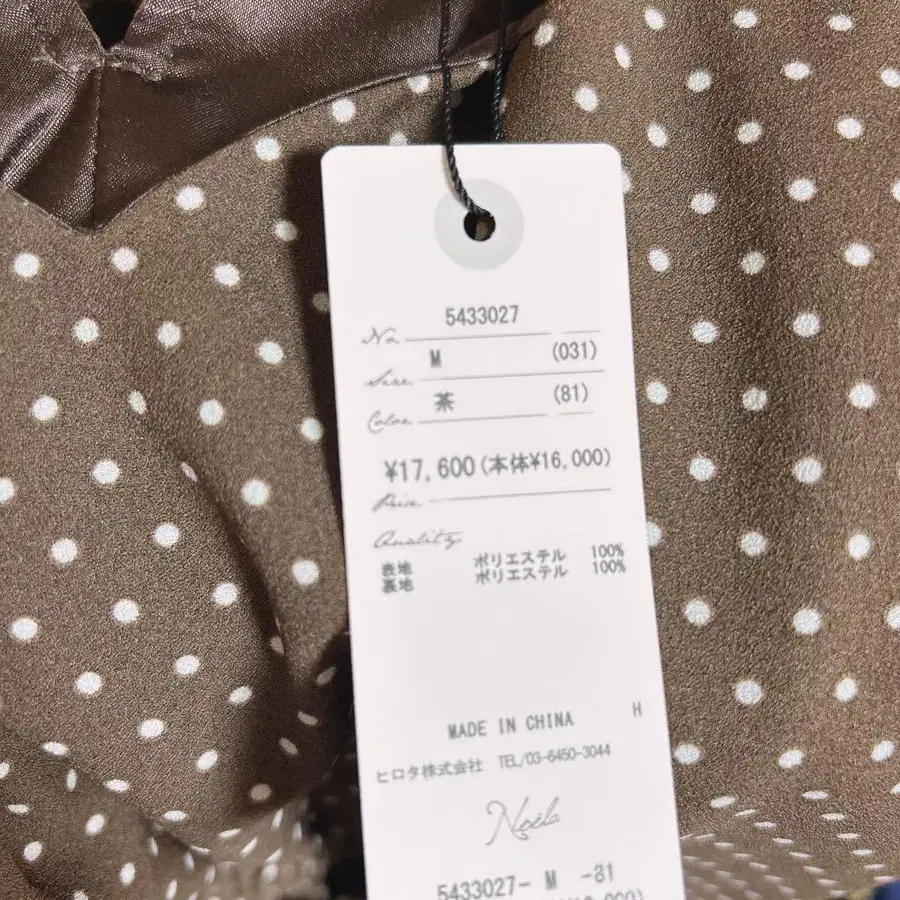 No. 5433027
Size M (031)
Color 茶 (81)
¥17,600(本体¥16,000)
Price
Quality
表地 ポリエステル 100%
裏地 ポリエステル 100%
MADE IN CHINA H
ヒロタ株式会社 TEL/03-6450-3044
Noela
5433027- M -81